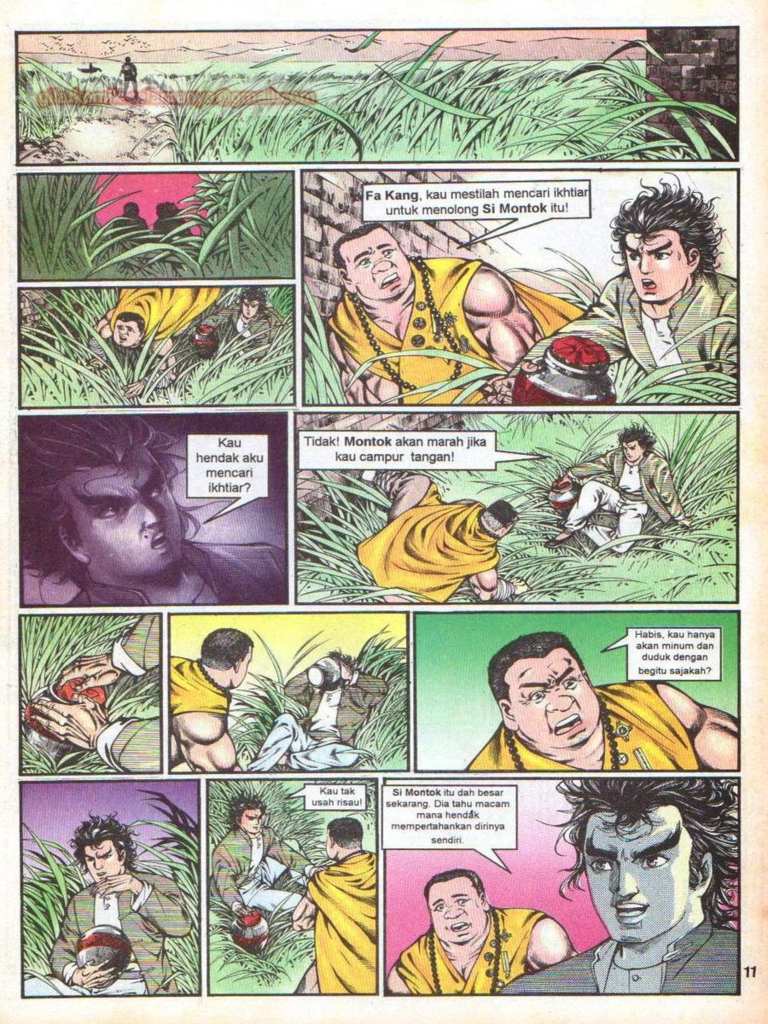 Fa Kang, kau mestilah mencari ikhtiar
untuk menolong Si Montok itu!
Kau
hendak aku
mencari
ikhtiar?
Tidak! Montok akan marah jika
kau campur tangan!
Habis, kau hanya
akan minum dan
duduk dengan
begitu sajakah?
Kau tak
usah risau!
Si Montok itu dah besar
sekarang. Dia tahu macam
mana hendak
mempertahankan dirinya
sendiri.
11